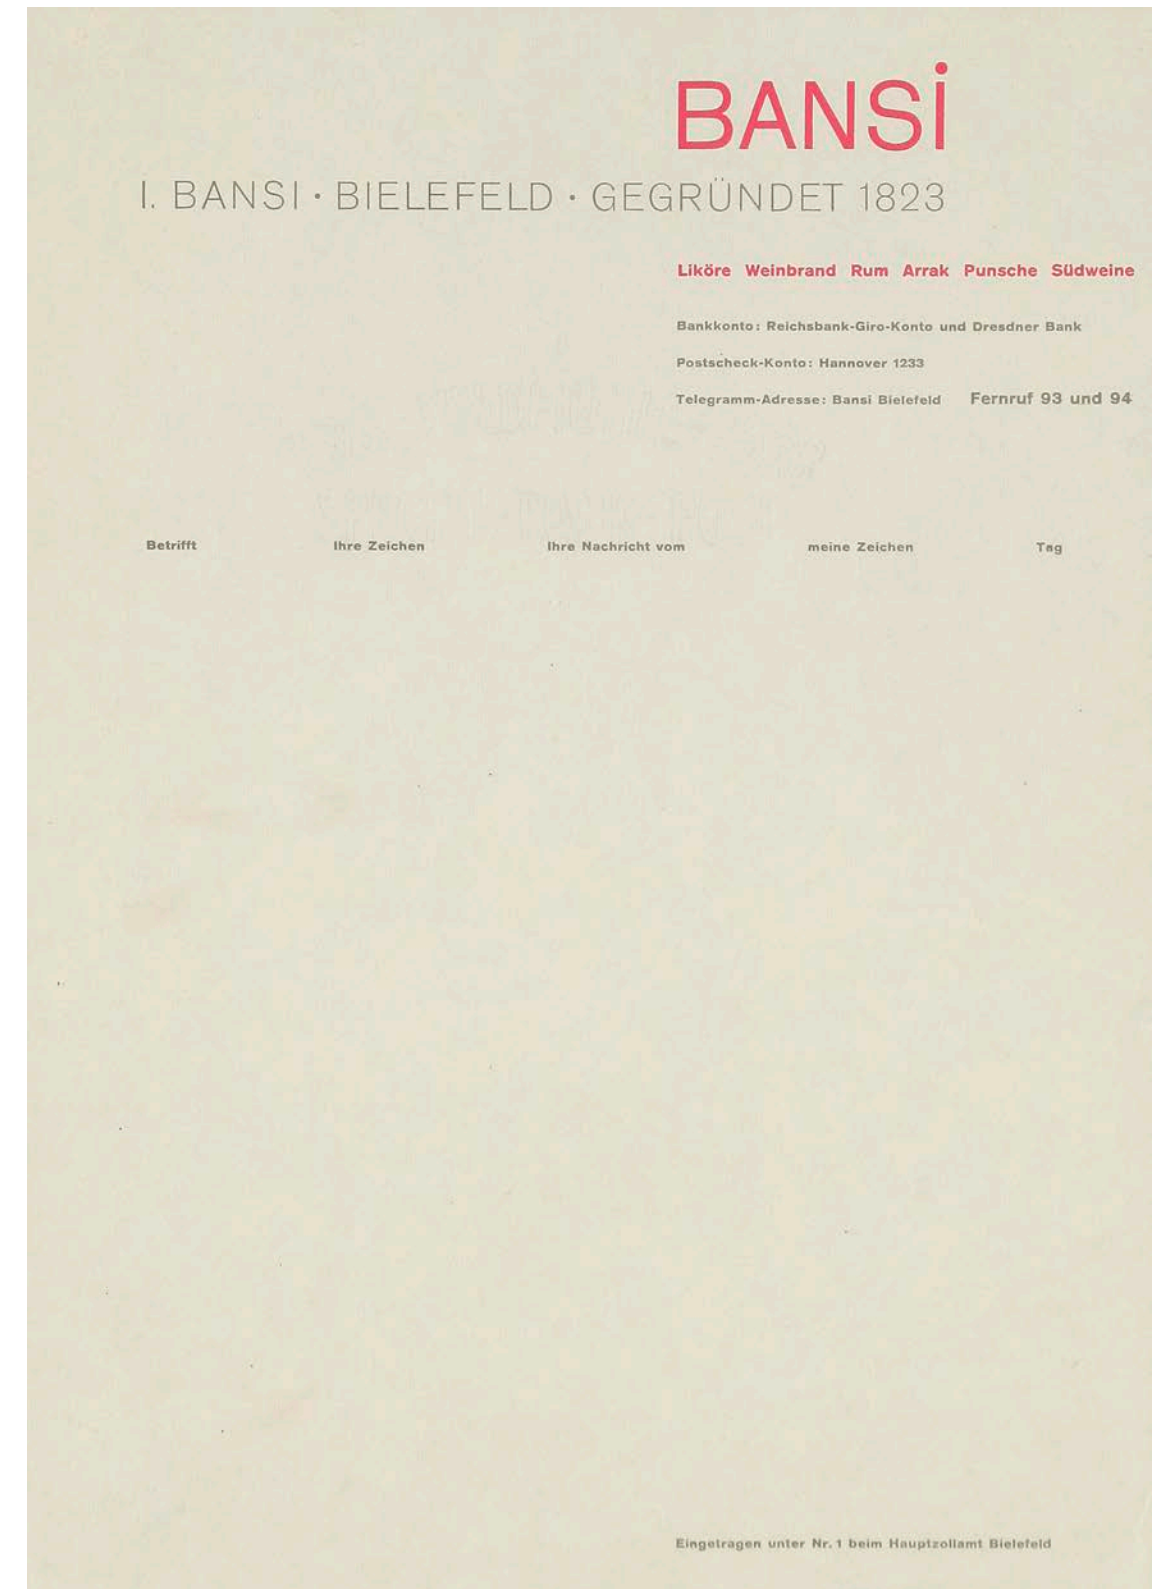 BANSi
I. BANSI · BIELEFELD · GEGRÜNDET 1823
Liköre Weinbrand Rum Arrak Punsche Südweine
Bankkonto: Reichsbank-Giro-Konto und Dresdner Bank
Postscheck-Konto: Hannover 1233
Telegramm-Adresse: Bansi Bielefeld Fernruf 93 und 94
Betrifft Ihre Zeichen Ihre Nachricht vom meine Zeichen Tag
Eingetragen unter Nr. 1 beim Hauptzollamt Bielefeld